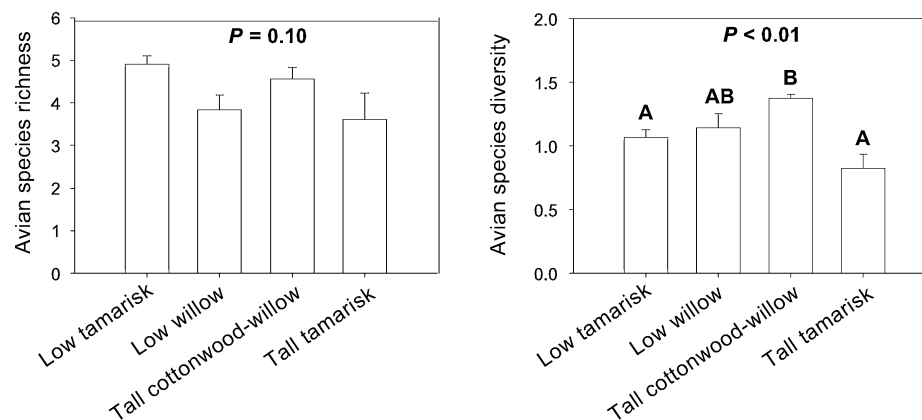 Avian species richness
6
5
4
3
2
1
0
P = 0.10
Low tamarisk
Low willow
Tall cottonwood-willow
Tall tamarisk
Avian species diversity
2.0
1.5
1.0
0.5
0.0
P < 0.01
A
AB
B
A
Low tamarisk
Low willow
Tall cottonwood-willow
Tall tamarisk